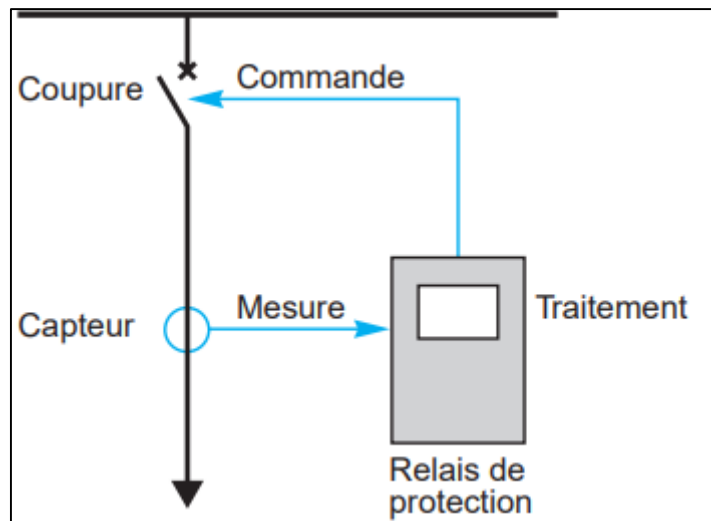 Commande
Coupure
Mesure
Capteur
Traitement
Relais de
protection